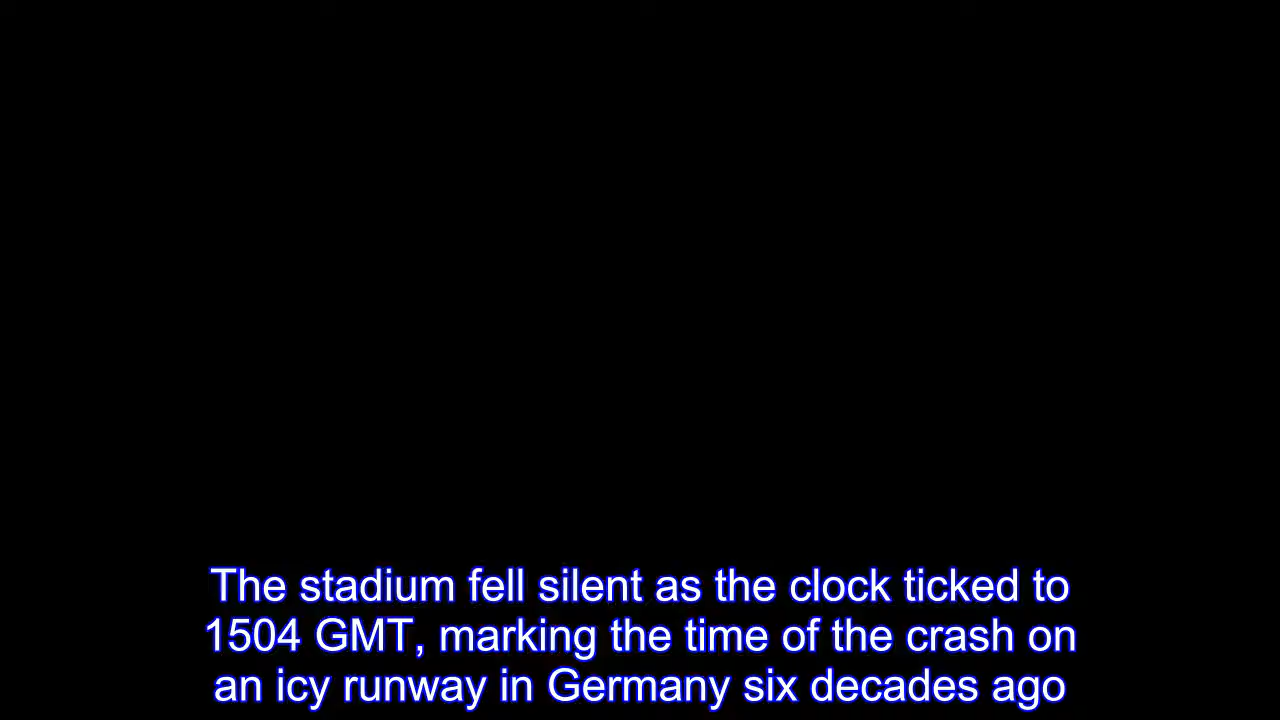 The stadium fell silent as the clock ticked to
1504 GMT, marking the time of the crash on
an icy runway in Germany six decades ago